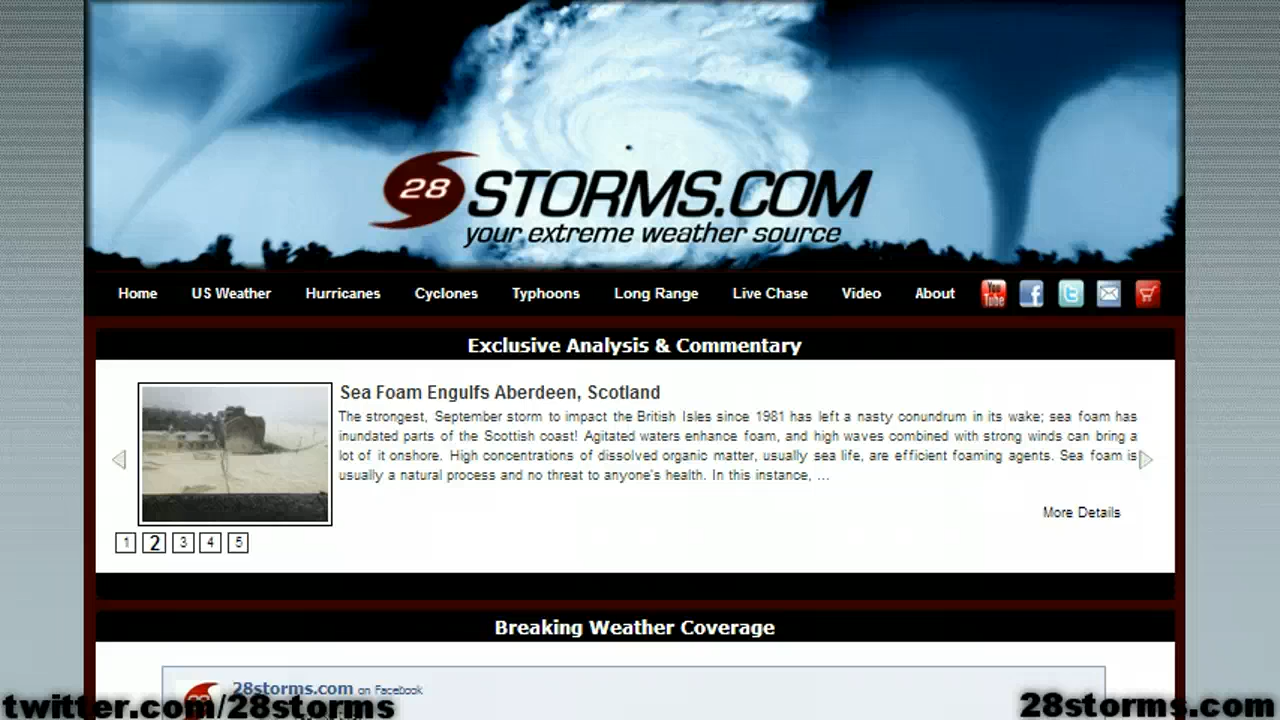 28 STORMS.COM
your extreme weather source
Home US Weather Hurricanes Cyclones Typhoons Long Range Live Chase Video About You Tube f t
Exclusive Analysis & Commentary
Sea Foam Engulfs Aberdeen, Scotland
The strongest, September storm to impact the British Isles since 1981 has left a nasty conundrum in its wake; sea foam has
inundated parts of the Scottish coast! Agitated waters enhance foam, and high waves combined with strong winds can bring a
lot of it onshore. High concentrations of dissolved organic matter, usually sea life, are efficient foaming agents. Sea foam is
usually a natural process and no threat to anyone's health. In this instance, ...
More Details
1 2 3 4 5
Breaking Weather Coverage
28storms.com on Facebook
twitter.com/28storms
28storms.com